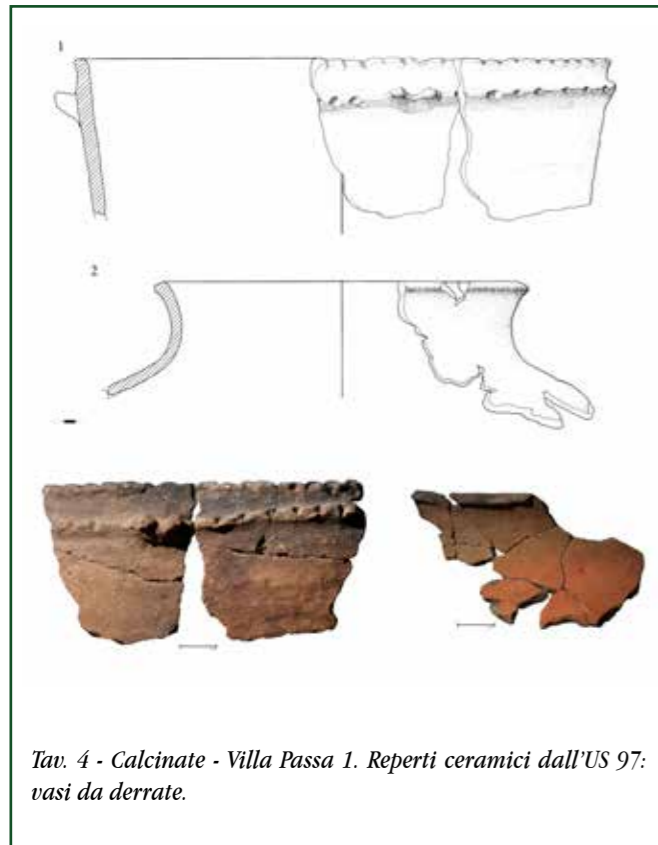 1
2
Tav. 4 - Calcinate - Villa Passa 1. Reperti ceramici dall'US 97:
vasi da derrate.